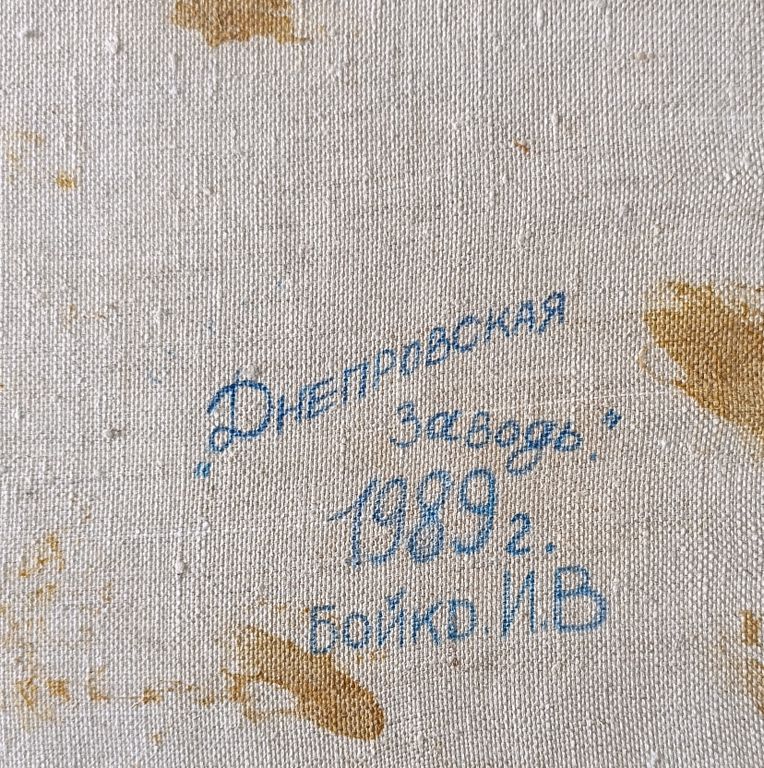 „Днепровская
заводь."
1989 г.
Бойко. И.В